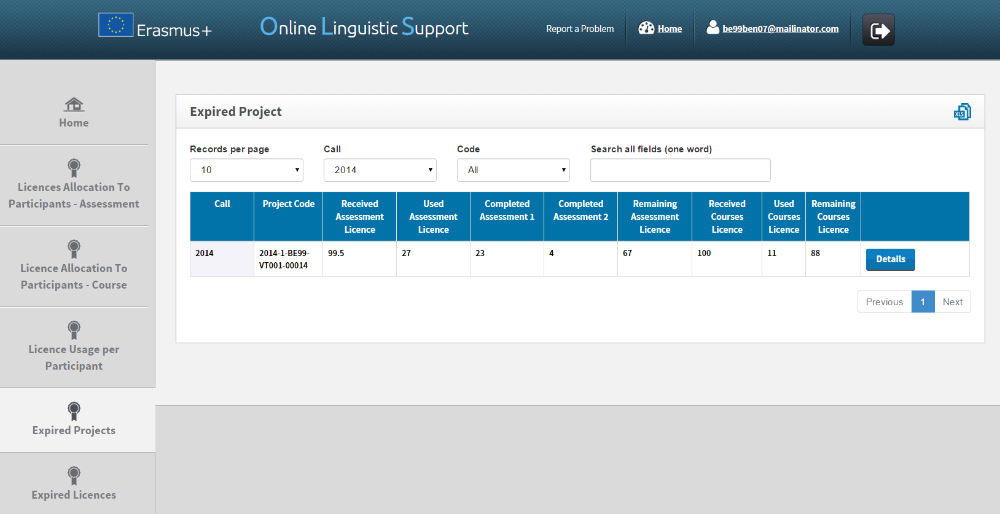 Erasmus+
Online Linguistic Support
Report a Problem
Home
be99ben07@mailinator.com
Home
Licences Allocation To
Participants - Assessment
Licence Allocation To
Participants - Course
Licence Usage per
Participant
Expired Projects
Expired Licences
Expired Project
XLS
Records per page
Call
Code
Search all fields (one word)
10
2014
All
Call
Project Code
Received
Assessment
Licence
Used
Assessment
Licence
Completed
Assessment 1
Completed
Assessment 2
Remaining
Assessment
Licence
Received
Courses
Licence
Used
Courses
Licence
Remaining
Courses
Licence
2014
2014-1-BE99-
VT001-00014
99.5
27
23
4
67
100
11
88
Details
Previous
1
Next